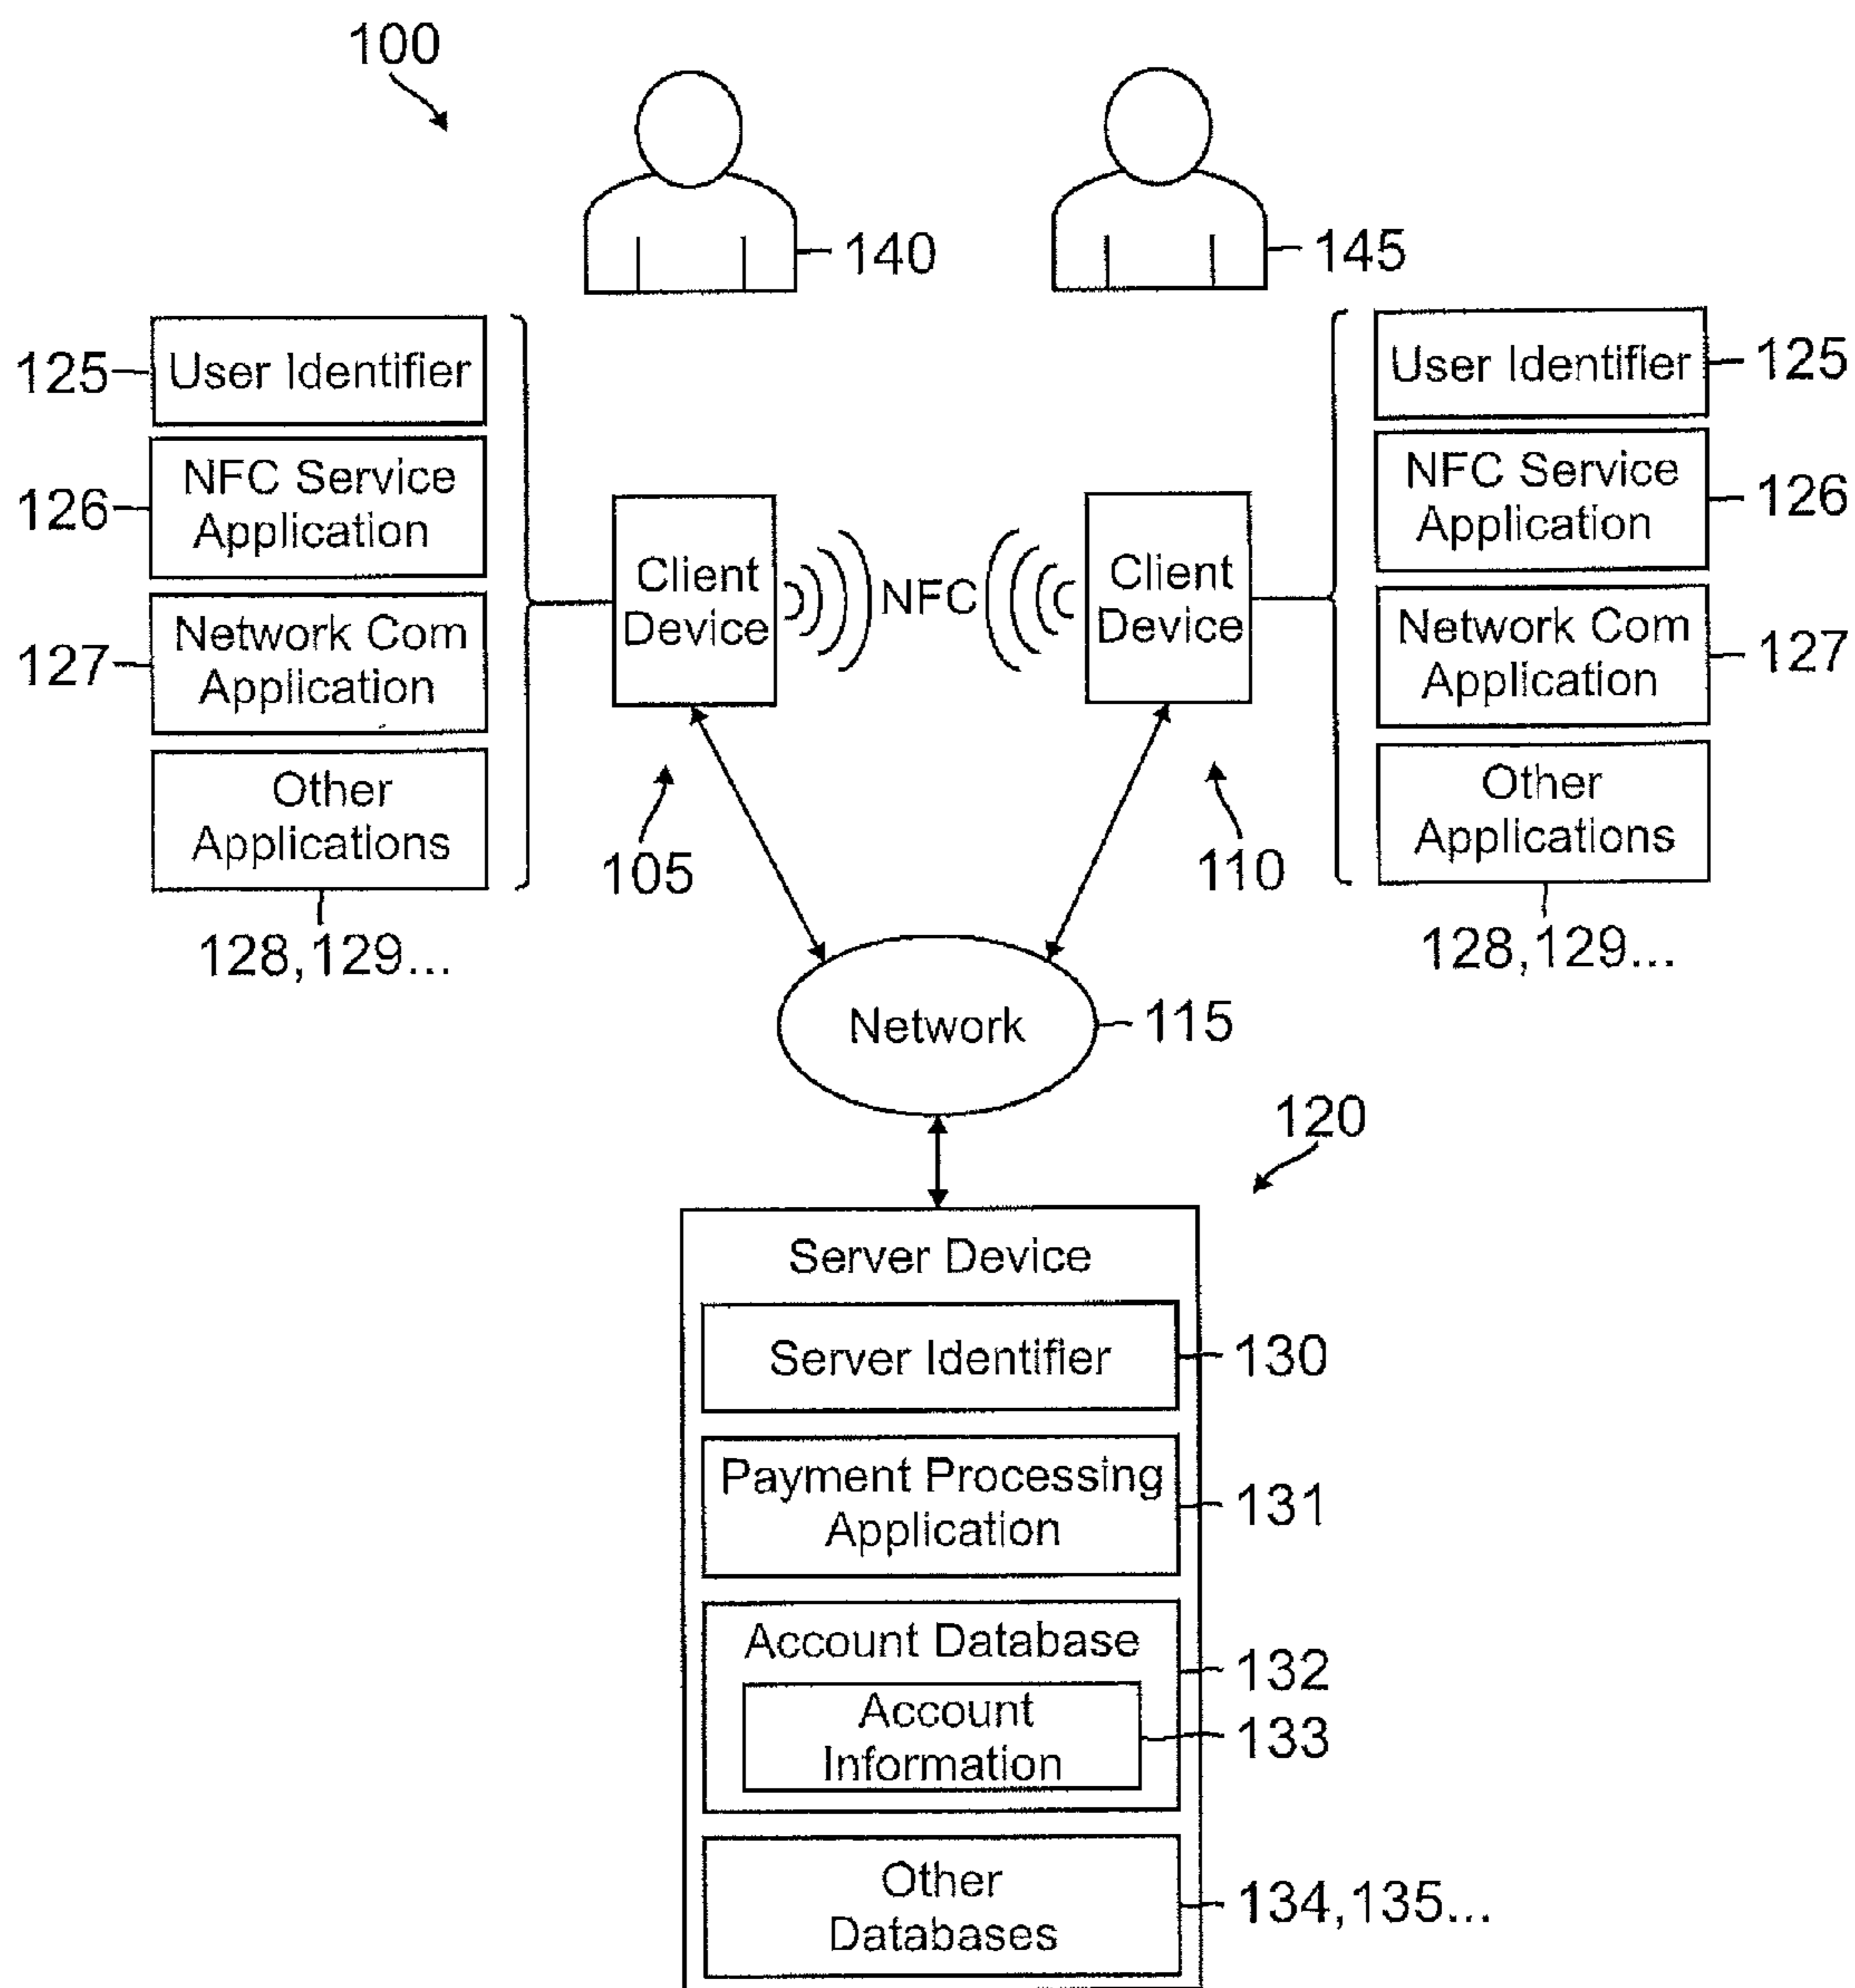 100
140
145
125
User Identifier
User Identifier
125
126
NFC Service
Application
NFC Service
Application
126
Client
Device
NFC
Client
Device
127
Network Com
Application
Network Com
Application
127
Other
Applications
Other
Applications
105
110
128,129...
128,129...
Network
115
120
Server Device
Server Identifier
130
Payment Processing
Application
131
Account Database
132
Account
Information
133
Other
Databases
134,135...